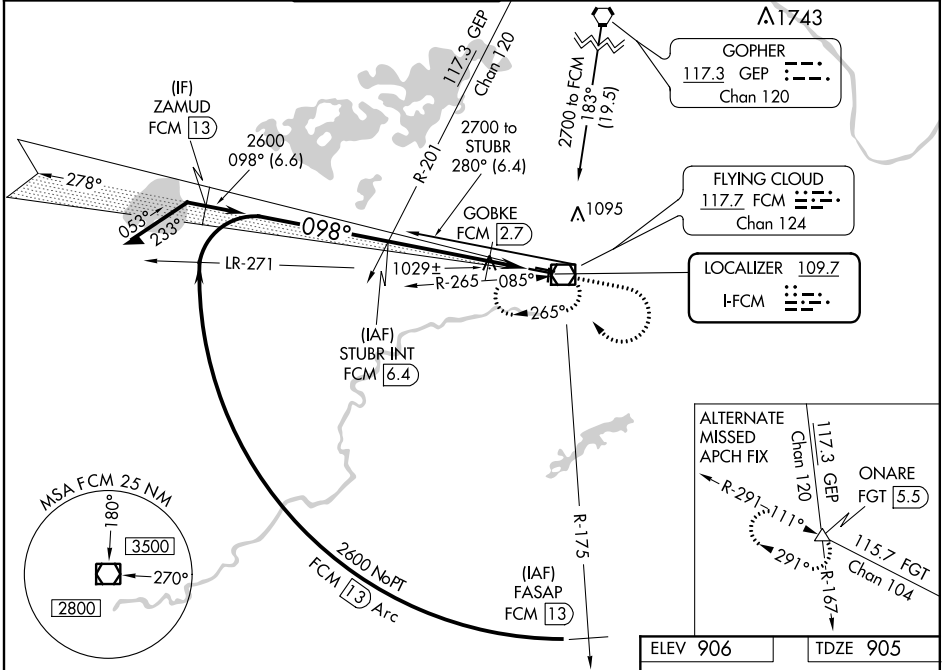 1743
GOPHER
117.3 GEP
Chan 120
117.3 GEP
Chan 120
2700 to FCM
183°
(19.5)
(IF)
ZAMUD
FCM 13
2600
098° (6.6)
R-201
2700 to
STUBR
280° (6.4)
278°
053°
233°
098°
GOBKE
FCM 2.7
1095
FLYING CLOUD
117.7 FCM
Chan 124
LR-271
1029±
R-265
085°
265°
LOCALIZER 109.7
I-FCM
(IAF)
STUBR INT
FCM 6.4
R-175
ALTERNATE
MISSED
APCH FIX
117.3 GEP
Chan 120
ONARE
FGT 5.5
R-291
111°
291°
R-167
115.7 FGT
Chan 104
MSA FCM 25 NM
180°
3500
270°
2800
2600 NoPT
FCM 13 Arc
(IAF)
FASAP
FCM 13
ELEV 906
TDZE 905